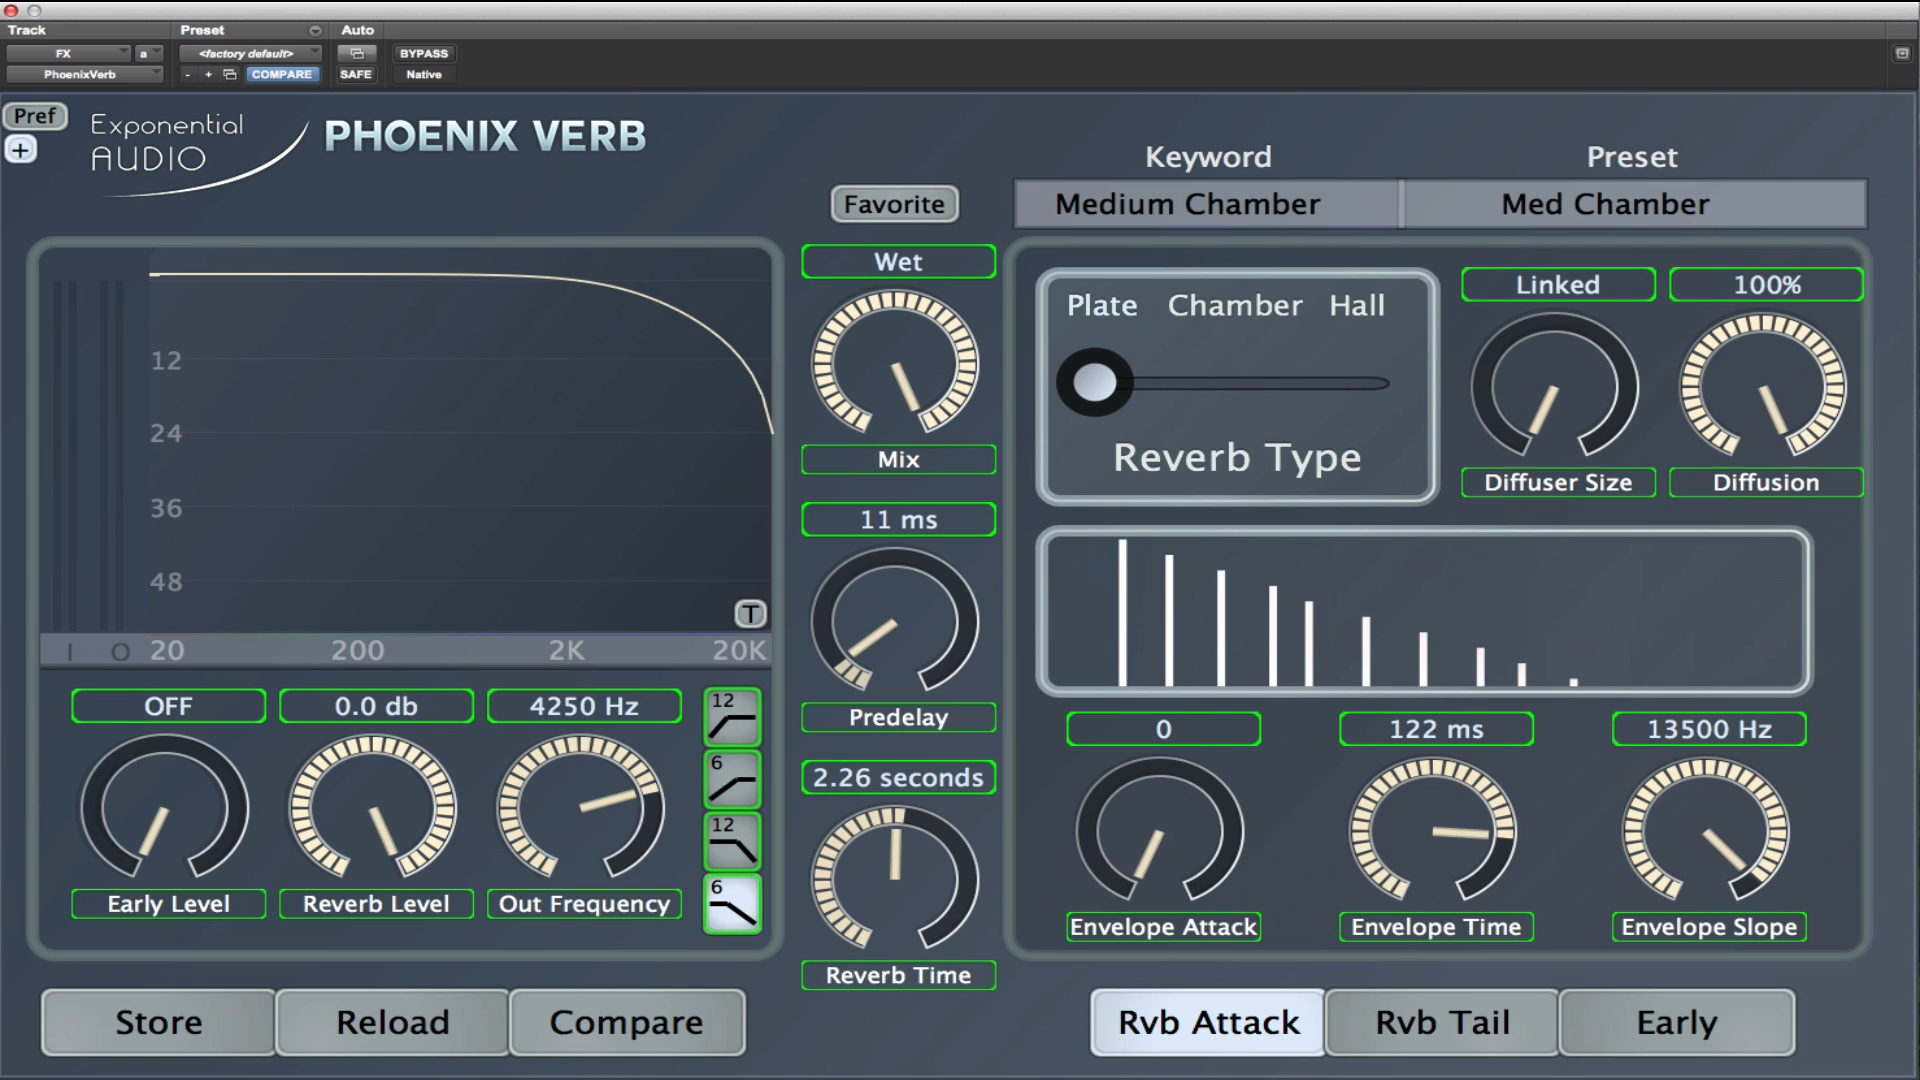 Track
Preset
Auto
FX
a
<factory default>
BYPASS
PhoenixVerb
- +
COMPARE
SAFE
Native
Pref
+
Exponential
AUDIO
PHOENIX VERB
Keyword
Preset
Favorite
Medium Chamber
Med Chamber
12
24
36
48
T
I O 20 200 2K 20K
OFF
0.0 db
4250 Hz
12
6
12
6
Early Level
Reverb Level
Out Frequency
Wet
Mix
11 ms
Predelay
2.26 seconds
Reverb Time
Plate Chamber Hall
Reverb Type
Linked
100%
Diffuser Size
Diffusion
0
122 ms
13500 Hz
Envelope Attack
Envelope Time
Envelope Slope
Store
Reload
Compare
Rvb Attack
Rvb Tail
Early